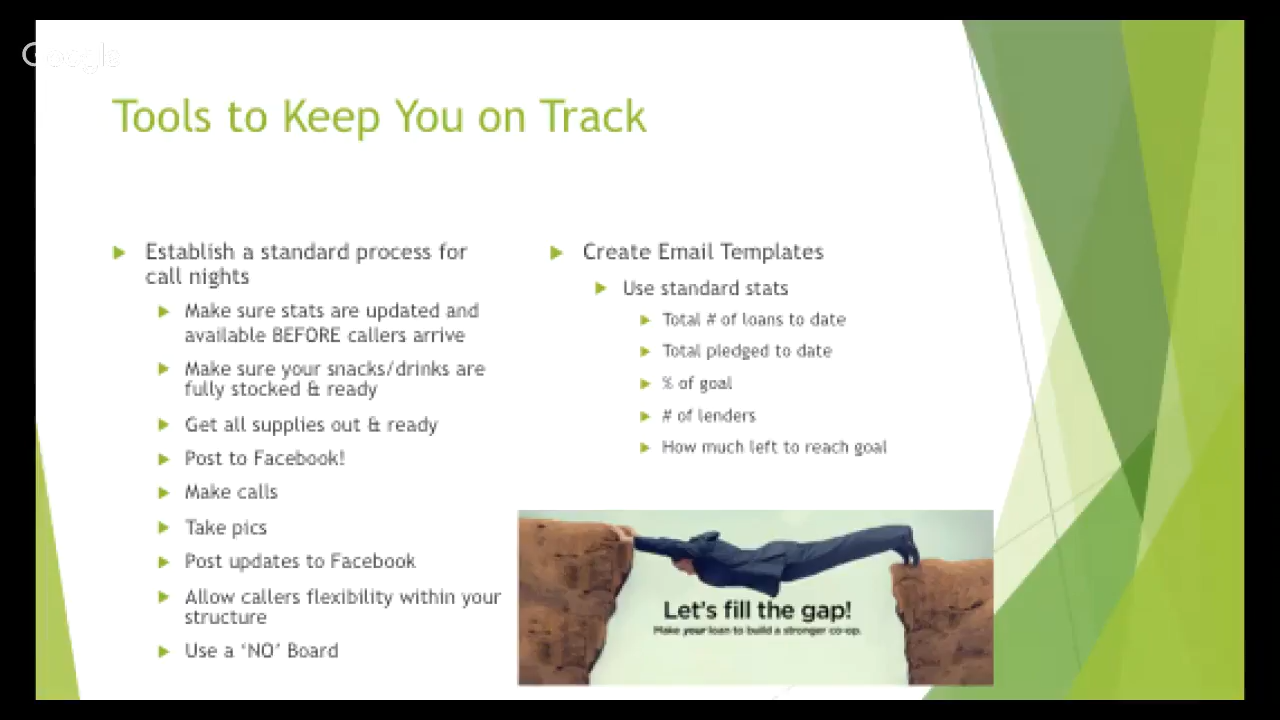 Google
Tools to Keep You on Track
Establish a standard process for
call nights
Make sure stats are updated and
available BEFORE callers arrive
Make sure your snacks/drinks are
fully stocked & ready
Get all supplies out & ready
Post to Facebook!
Make calls
Take pics
Post updates to Facebook
Allow callers flexibility within your
structure
Use a ‘NO’ Board
Create Email Templates
Use standard stats
Total # of loans to date
Total pledged to date
% of goal
# of lenders
How much left to reach goal
Let's fill the gap!
Make your loan to build a stronger co-op.